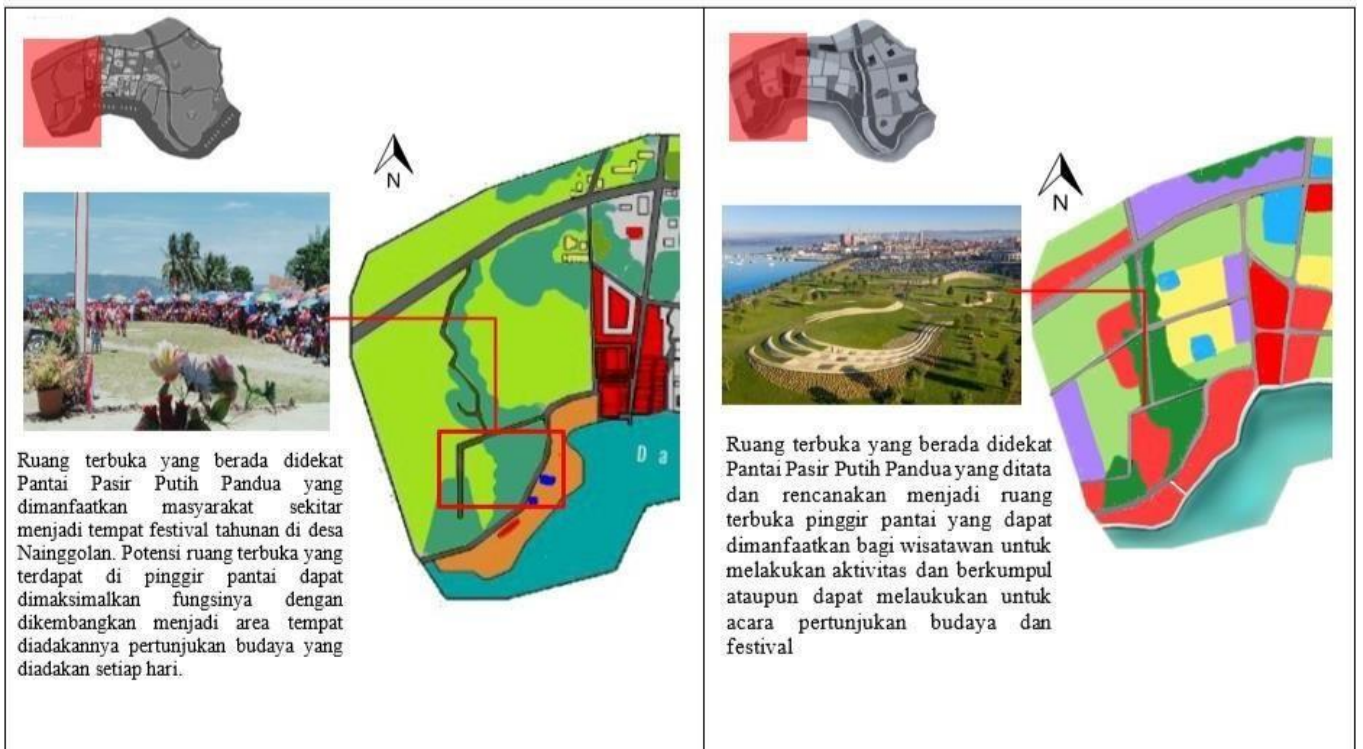 N
D a
Ruang terbuka yang berada didekat
Pantai Pasir Putih Pandua yang
dimanfaatkan masyarakat sekitar
menjadi tempat festival tahunan di desa
Nainggolan. Potensi ruang terbuka yang
terdapat di pinggir pantai dapat
dimaksimalkan fungsinya dengan
dikembangkan menjadi area tempat
diadakannya pertunjukan budaya yang
diadakan setiap hari.
N
Ruang terbuka yang berada didekat
Pantai Pasir Putih Pandua yang ditata
dan rencanakan menjadi ruang
terbuka pinggir pantai yang dapat
dimanfaatkan bagi wisatawan untuk
melakukan aktivitas dan berkumpul
ataupun dapat melaukukan untuk
acara pertunjukan budaya dan
festival